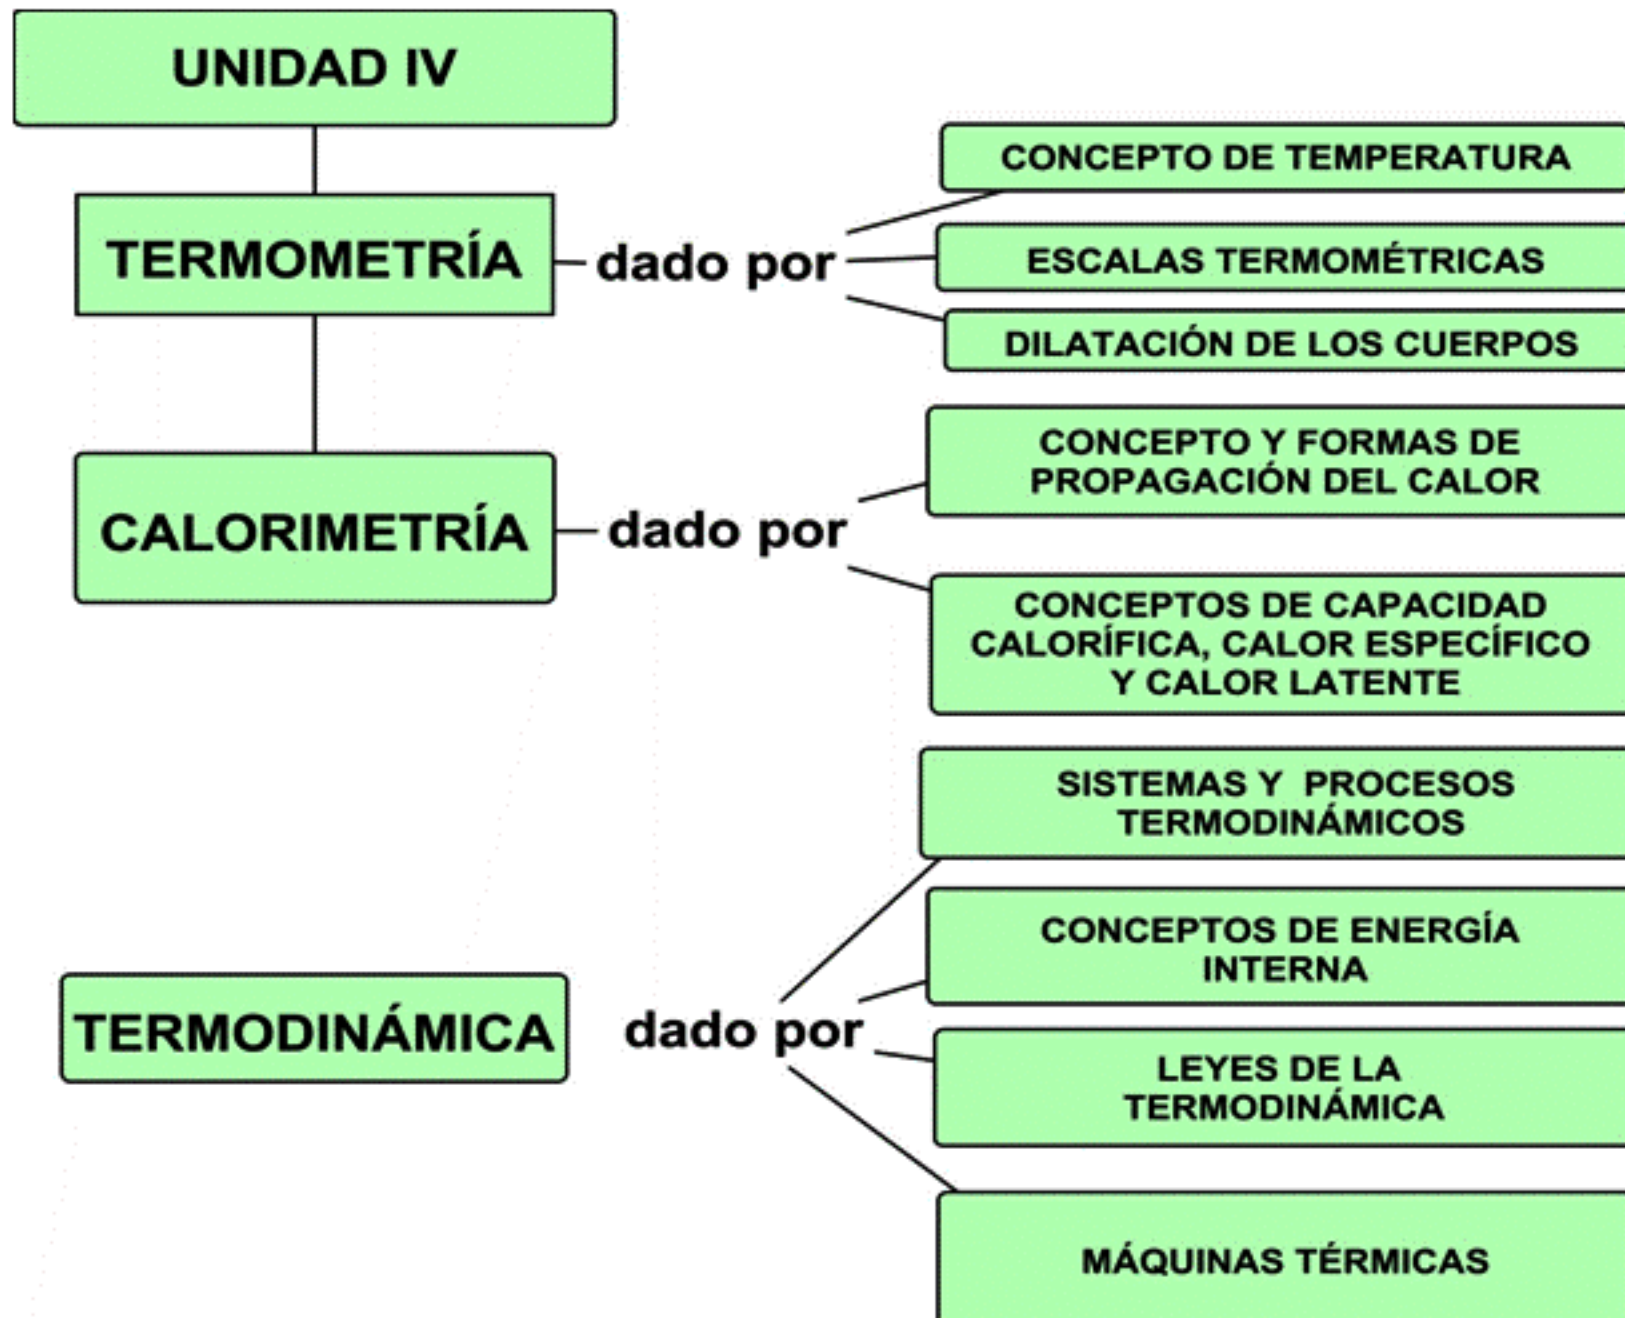 UNIDAD IV
TERMOMETRÍA
dado por
CONCEPTO DE TEMPERATURA
ESCALAS TERMOMÉTRICAS
DILATACIÓN DE LOS CUERPOS
CALORIMETRÍA
dado por
CONCEPTO Y FORMAS DE
PROPAGACIÓN DEL CALOR
CONCEPTOS DE CAPACIDAD
CALORÍFICA, CALOR ESPECÍFICO
Y CALOR LATENTE
TERMODINÁMICA
dado por
SISTEMAS Y  PROCESOS
TERMODINÁMICOS
CONCEPTOS DE ENERGÍA
INTERNA
LEYES DE LA
TERMODINÁMICA
MÁQUINAS TÉRMICAS